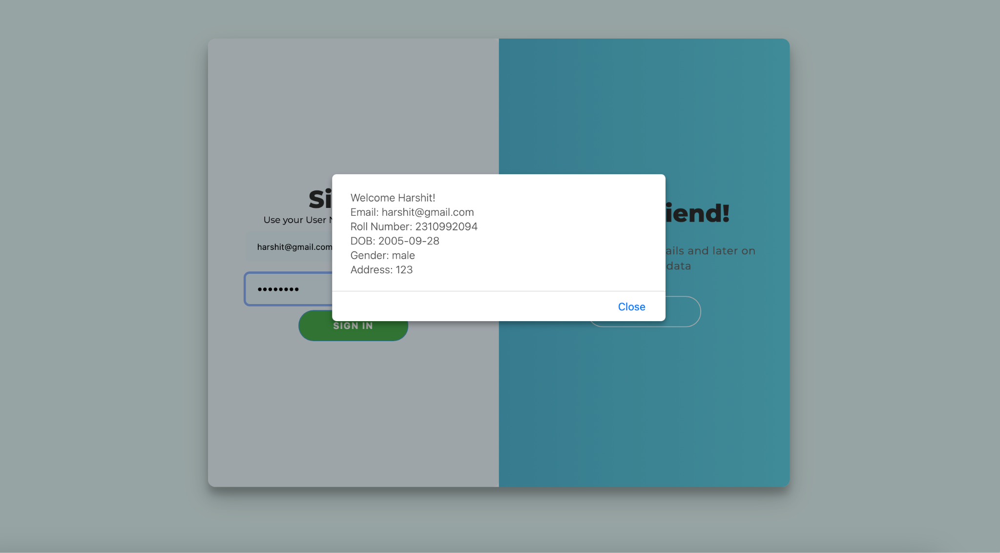 Welcome Harshit!
Email: harshit@gmail.com
Roll Number: 2310992094
DOB: 2005-09-28
Gender: male
Address: 123
Close
Use your User
harshit@gmail.com
••••••••
SIGN IN
iend!
ails and later on
data